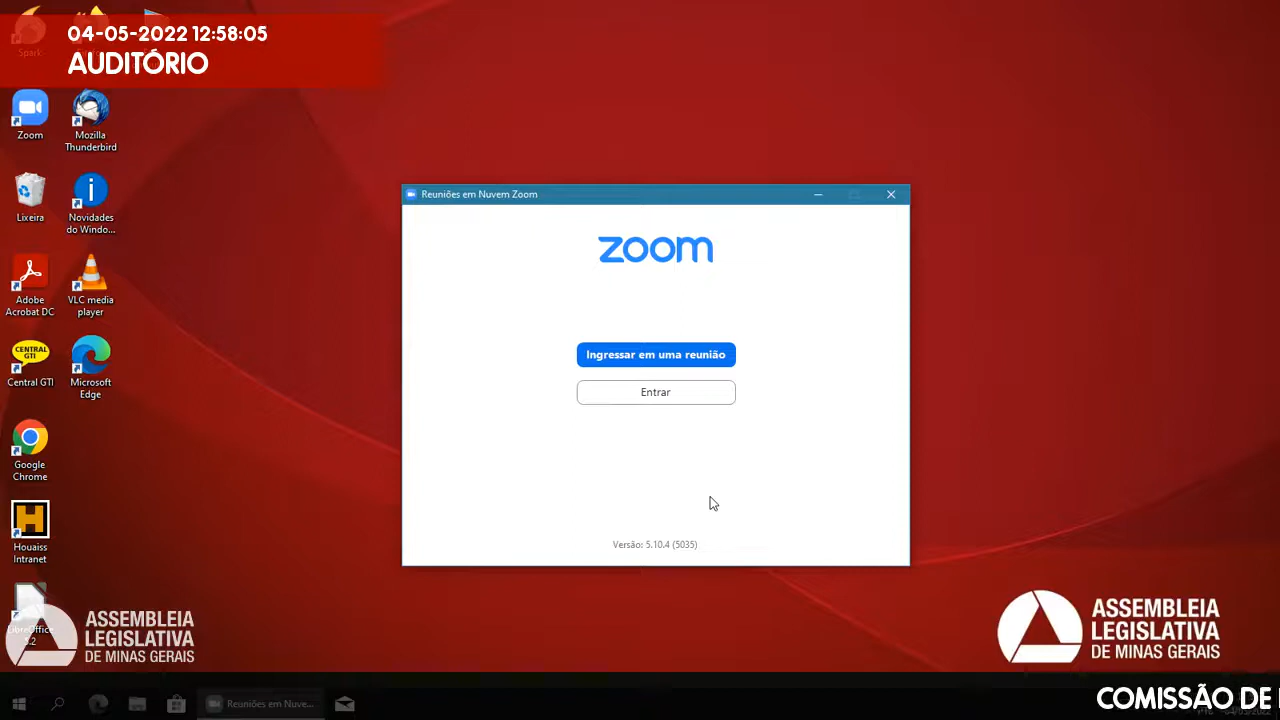 04-05-2022 12:58:05
AUDITÓRIO
Spark
Zoom
Mozilla
Thunderbird
Lixeira
Novidades
do Windo...
Adobe
Acrobat DC
VLC media
player
Central GTI
CENTRAL
GTI
Microsoft
Edge
Google
Chrome
Houaiss
Intranet
LibreOffice
Reuniões em Nuvem Zoom
zoom
Ingressar em uma reunião
Entrar
Versão: 5.10.4 (5035)
ASSEMBLEIA
LEGISLATIVA
DE MINAS GERAIS
ASSEMBLEIA
LEGISLATIVA
DE MINAS GERAIS
Reuniões em Nuve...
COMISSÃO DE